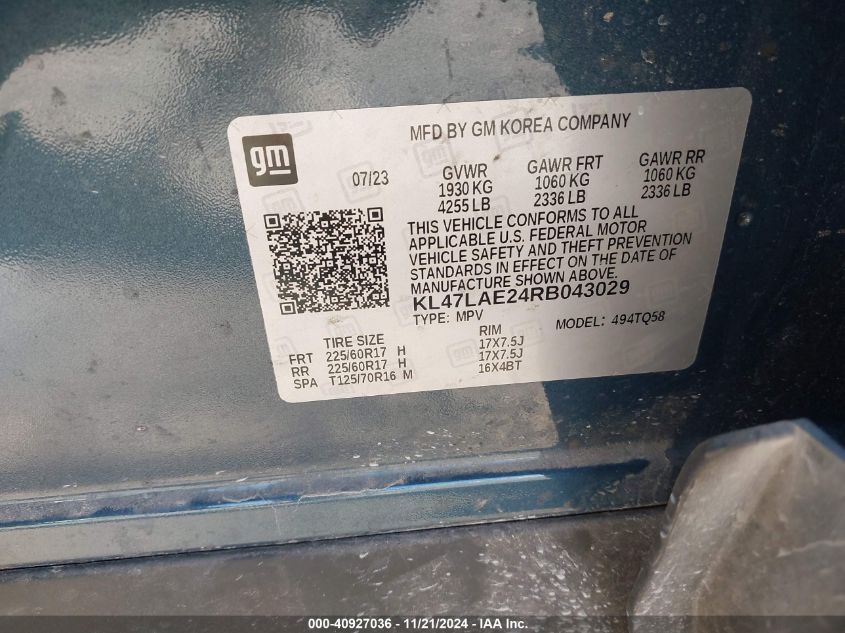 MFD BY GM KOREA COMPANY
gm
07/23
GVWR GAWR FRT GAWR RR
1930 KG 1060 KG 1060 KG
4255 LB 2336 LB 2336 LB
THIS VEHICLE CONFORMS TO ALL
APPLICABLE U.S. FEDERAL MOTOR
VEHICLE SAFETY AND THEFT PREVENTION
STANDARDS IN EFFECT ON THE DATE OF
MANUFACTURE SHOWN ABOVE.
KL47LAE24RB043029
TYPE: MPV MODEL: 494TQ58
TIRE SIZE RIM
FRT 225/60R17 H 17X7.5J
RR 225/60R17 H 17X7.5J
SPA T125/70R16 M 16X4BT
000-40927036 - 11/21/2024 - IAA Inc.